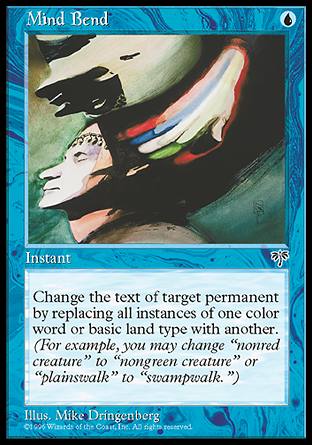 Mind Bend
Instant
Change the text of target permanent
by replacing all instances of one color
word or basic land type with another.
(For example, you may change “nonred
creature” to “nongreen creature” or
“plainswalk” to “swampwalk.”)
Illus. Mike Dringenberg
©1996 Wizards of the Coast, Inc. All rights reserved.